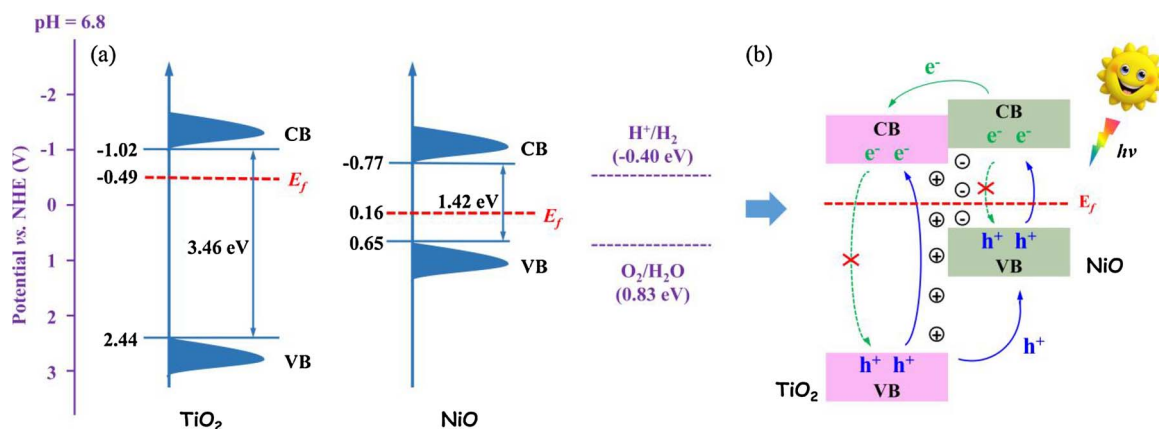 pH = 6.8
Potential vs. NHE (V)
-2
-1
0
1
2
3
(a)
CB
-1.02
-0.49
E_f
3.46 eV
2.44
VB
TiO₂
CB
-0.77
1.42 eV
0.16
E_f
0.65
VB
NiO
H⁺/H₂
(-0.40 eV)
O₂/H₂O
(0.83 eV)
(b)
e⁻
CB
e⁻ e⁻
CB
e⁻ e⁻
hν
E_f
h⁺ h⁺
VB
NiO
h⁺ h⁺
VB
TiO₂
h⁺